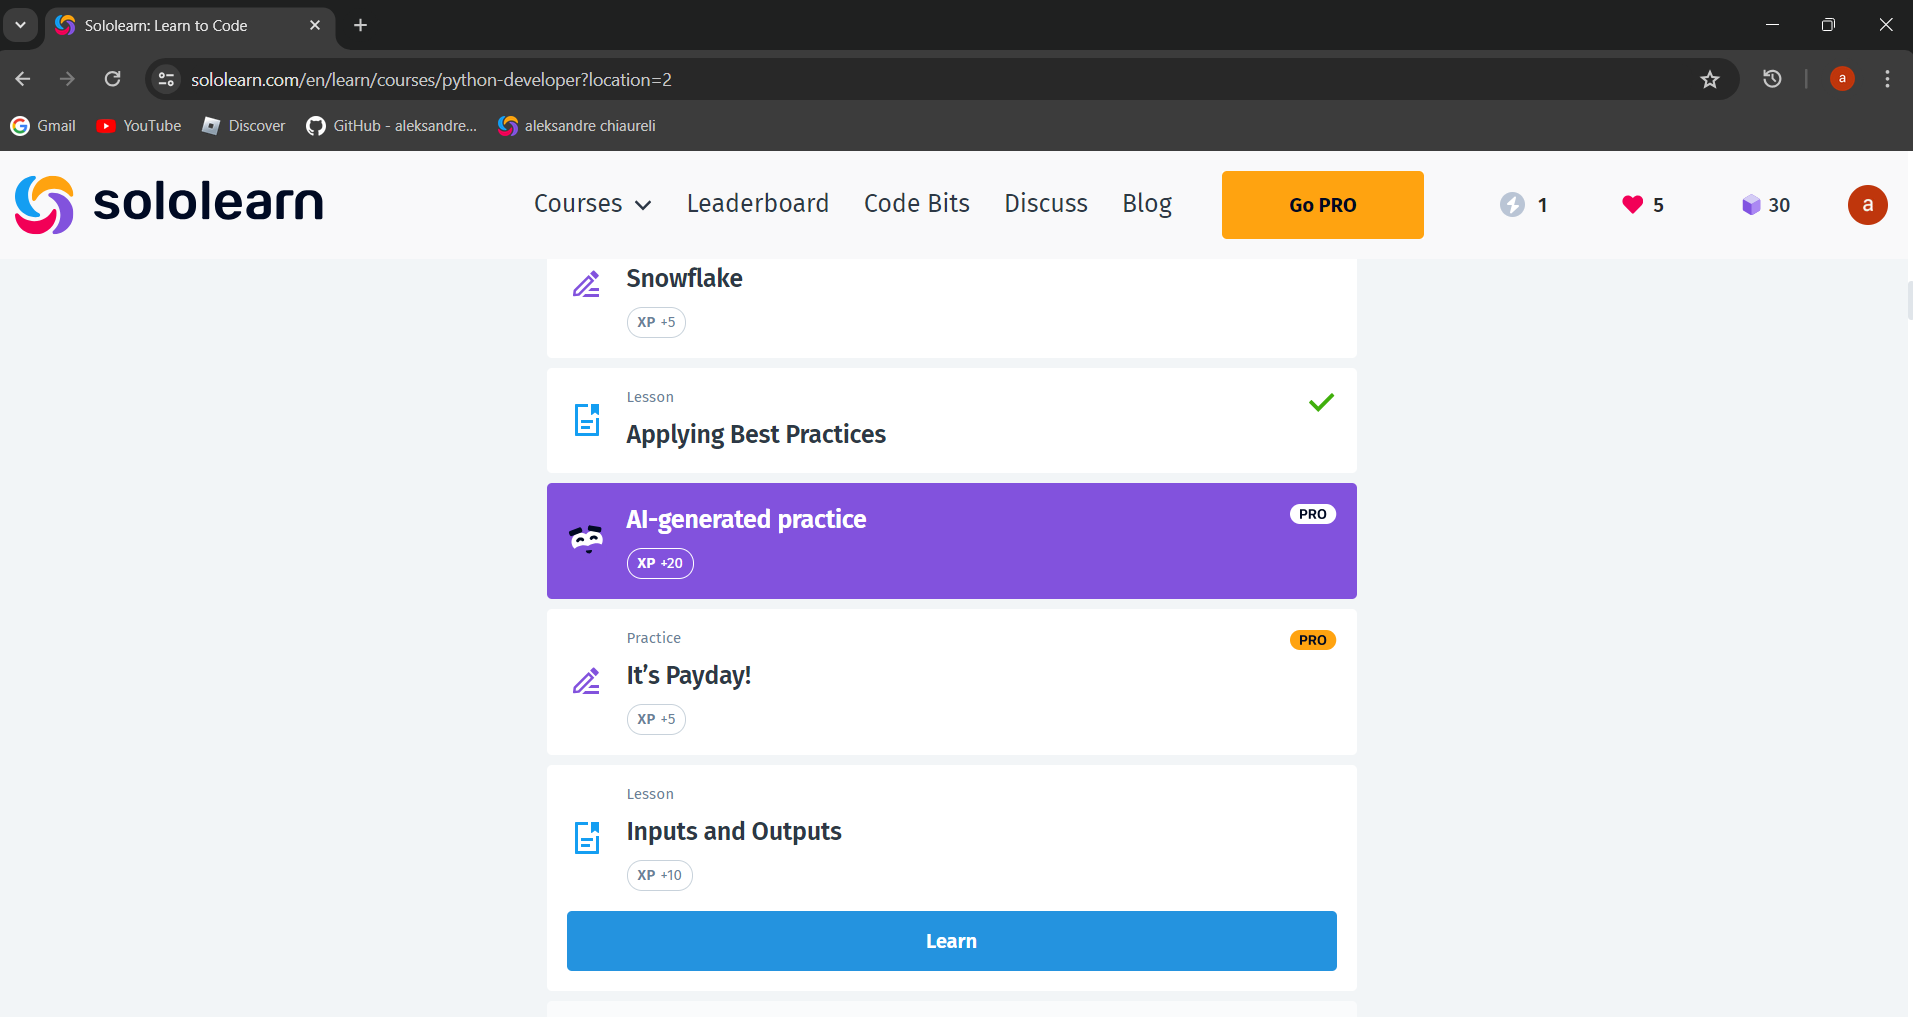 Sololearn: Learn to Code
sololearn.com/en/learn/courses/python-developer?location=2
a
Gmail
YouTube
Discover
GitHub - aleksandre...
aleksandre chiaureli
sololearn
Courses
Leaderboard
Code Bits
Discuss
Blog
Go PRO
1
5
30
a
Snowflake
XP +5
Lesson
Applying Best Practices
AI-generated practice
PRO
XP +20
Practice
PRO
It’s Payday!
XP +5
Lesson
Inputs and Outputs
XP +10
Learn